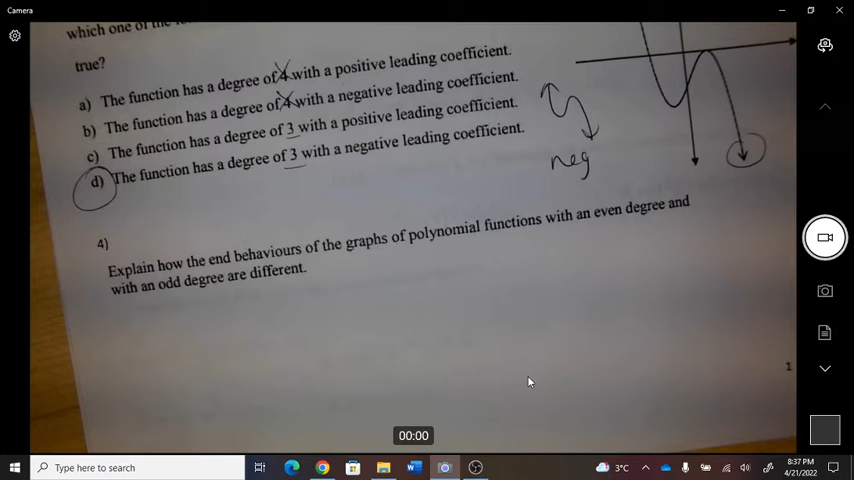 Camera
which one of the
true?
a) The function has a degree of 4 with a positive leading coefficient.
b) The function has a degree of 4 with a negative leading coefficient.
c) The function has a degree of 3 with a positive leading coefficient.
d) The function has a degree of 3 with a negative leading coefficient.
neg
4)
Explain how the end behaviours of the graphs of polynomial functions with an even degree and
with an odd degree are different.
1
00:00
Type here to search
3°C
8:37 PM
4/21/2022